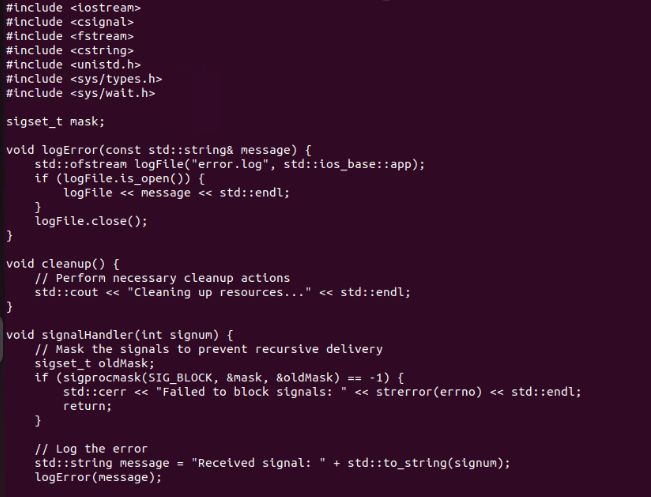 #include <iostream>
#include <csignal>
#include <fstream>
#include <cstring>
#include <unistd.h>
#include <sys/types.h>
#include <sys/wait.h>

sigset_t mask;

void logError(const std::string& message) {
    std::ofstream logFile("error.log", std::ios_base::app);
    if (logFile.is_open()) {
        logFile << message << std::endl;
    }
    logFile.close();
}

void cleanup() {
    // Perform necessary cleanup actions
    std::cout << "Cleaning up resources..." << std::endl;
}

void signalHandler(int signum) {
    // Mask the signals to prevent recursive delivery
    sigset_t oldMask;
    if (sigprocmask(SIG_BLOCK, &mask, &oldMask) == -1) {
        std::cerr << "Failed to block signals: " << strerror(errno) << std::endl;
        return;
    }

    // Log the error
    std::string message = "Received signal: " + std::to_string(signum);
    logError(message);